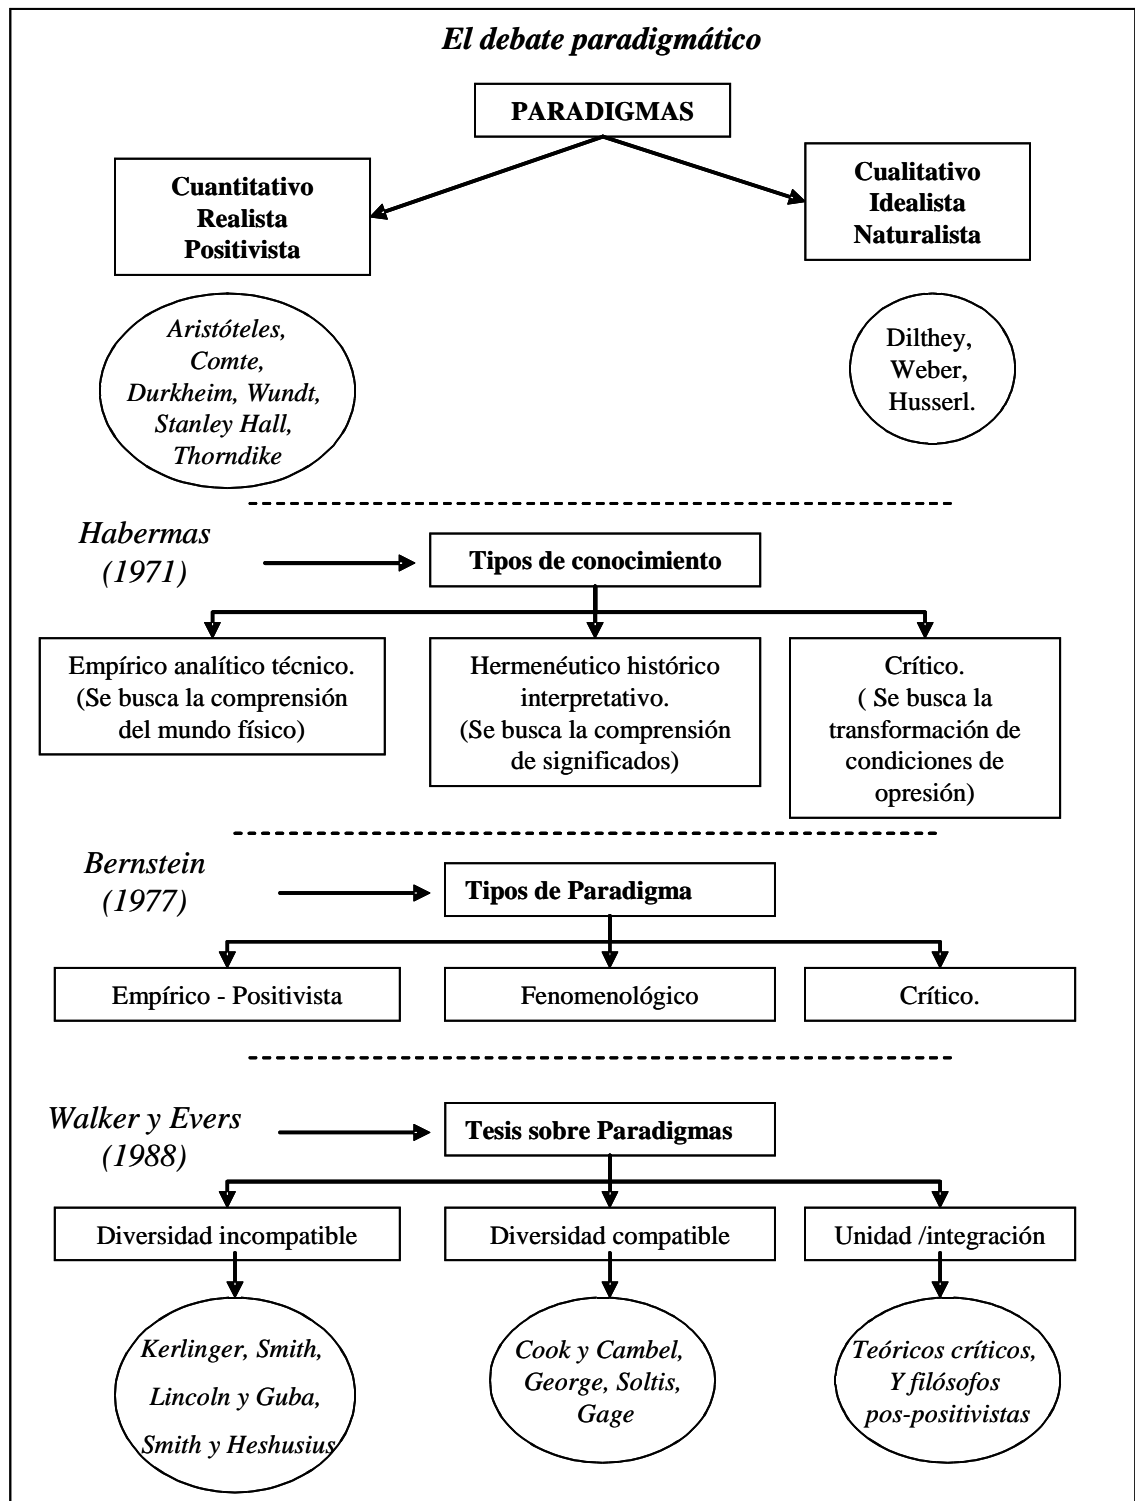 El debate paradigmático
PARADIGMAS
Cuantitativo
Realista
Positivista
Cualitativo
Idealista
Naturalista
Aristóteles,
Comte,
Durkheim, Wundt,
Stanley Hall,
Thorndike
Dilthey,
Weber,
Husserl.
Habermas
(1971)
Tipos de conocimiento
Empírico analítico técnico.
(Se busca la comprensión
del mundo físico)
Hermenéutico histórico
interpretativo.
(Se busca la comprensión
de significados)
Crítico.
( Se busca la
transformación de
condiciones de
opresión)
Bernstein
(1977)
Tipos de Paradigma
Empírico - Positivista
Fenomenológico
Crítico.
Walker y Evers
(1988)
Tesis sobre Paradigmas
Diversidad incompatible
Diversidad compatible
Unidad /integración
Kerlinger, Smith,
Lincoln y Guba,
Smith y Heshusius
Cook y Cambel,
George, Soltis,
Gage
Teóricos críticos,
Y filósofos
pos-positivistas